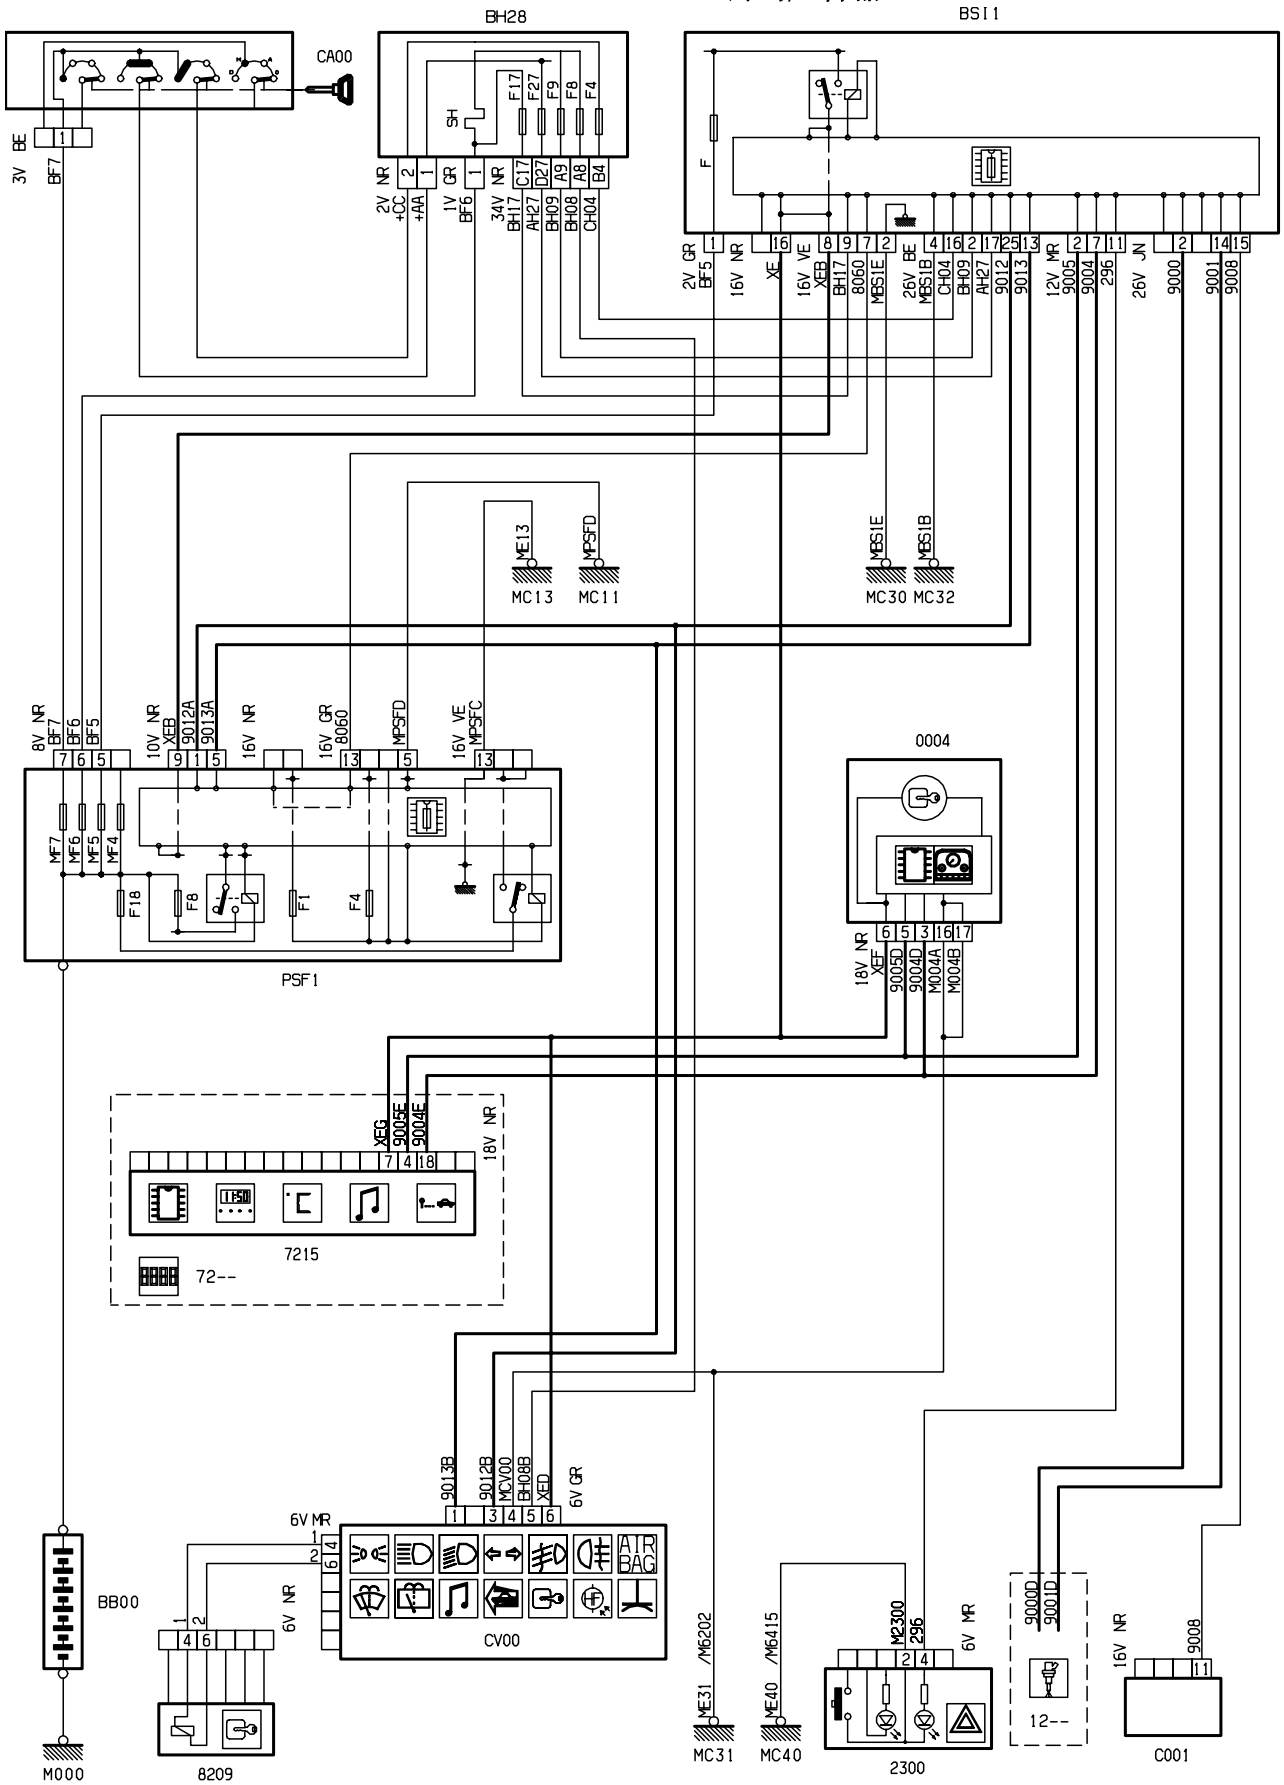 BH28
BSI1
CA00
M
A
D
D
SH
F17
F27
F9
F8
F4
F
3V BE
BF7
1
2V NR
+CC
+AA
1V GR
BF6
34V NR
BH17
AH27
BH09
BH08
CH04
2
1
1
C17
D27
A9
A8
B4
1
16
8
9
7
2
4
16
2
17
25
13
2
7
11
2
14
15
2V GR
BF5
16V NR
XE
16V VE
XEB
BH17
8060
MBS1E
26V BE
MBS1B
CH04
BH09
AH27
9012
9013
12V MR
9005
9004
296
26V JN
9000
9001
9008
ME13
MPSFD
MBS1E
MBS1B
MC13
MC11
MC30
MC32
8V NR
BF7
BF6
BF5
10V NR
XEB
9012A
9013A
16V NR
16V GR
8060
MPSFD
16V VE
MPSFC
7
6
5
9
1
5
13
5
13
MF7
MF6
MF5
MF4
F18
F8
F1
F4
PSF1
0004
6
5
3
16
17
18V NR
XEF
9005D
9004D
M004A
M004B
XEG
9005E
9004E
18V NR
7
4
18
11:50
°C
7215
72--
9013B
9012B
MCV00
BH08B
XED
6V GR
1
3
4
5
6
6V MR
1
2
4
6
6V NR
AIR
BAG
HF
CV00
BB00
M000
1
2
4
6
8209
ME31 /M6202
ME40 /M6415
MC31
MC40
M2300
296
6V MR
2
4
2300
9000D
9001D
12--
16V NR
9008
11
C001